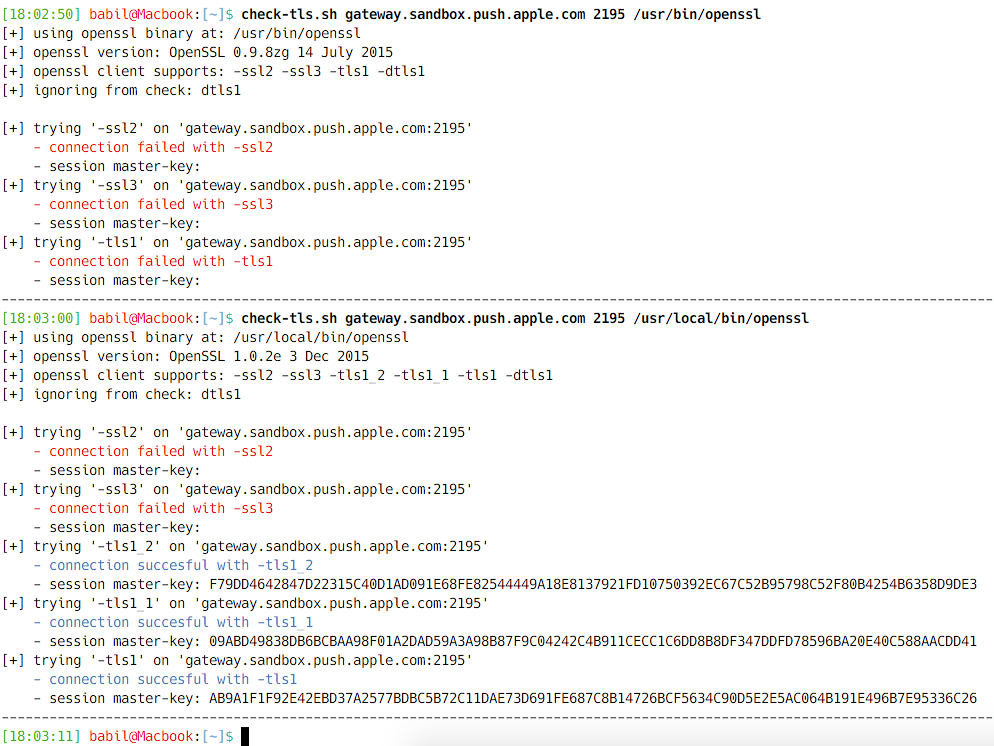 [18:02:50] babil@Macbook:[~]$ check-tls.sh gateway.sandbox.push.apple.com 2195 /usr/bin/openssl
[+] using openssl binary at: /usr/bin/openssl
[+] openssl version: OpenSSL 0.9.8zg 14 July 2015
[+] openssl client supports: -ssl2 -ssl3 -tls1 -dtls1
[+] ignoring from check: dtls1
[+] trying '-ssl2' on 'gateway.sandbox.push.apple.com:2195'
- connection failed with -ssl2
- session master-key:
[+] trying '-ssl3' on 'gateway.sandbox.push.apple.com:2195'
- connection failed with -ssl3
- session master-key:
[+] trying '-tls1' on 'gateway.sandbox.push.apple.com:2195'
- connection failed with -tls1
- session master-key:
[18:03:00] babil@Macbook:[~]$ check-tls.sh gateway.sandbox.push.apple.com 2195 /usr/local/bin/openssl
[+] using openssl binary at: /usr/local/bin/openssl
[+] openssl version: OpenSSL 1.0.2e 3 Dec 2015
[+] openssl client supports: -ssl2 -ssl3 -tls1_2 -tls1_1 -tls1 -dtls1
[+] ignoring from check: dtls1
[+] trying '-ssl2' on 'gateway.sandbox.push.apple.com:2195'
- connection failed with -ssl2
- session master-key:
[+] trying '-ssl3' on 'gateway.sandbox.push.apple.com:2195'
- connection failed with -ssl3
- session master-key:
[+] trying '-tls1_2' on 'gateway.sandbox.push.apple.com:2195'
- connection succesful with -tls1_2
- session master-key: F79DD4642847D22315C40D1AD091E68FE82544449A18E8137921FD10750392EC67C52B95798C52F80B4254B6358D9DE3
[+] trying '-tls1_1' on 'gateway.sandbox.push.apple.com:2195'
- connection succesful with -tls1_1
- session master-key: 09ABD49838DB6BCBAA98F01A2DAD59A3A98B87F9C04242C4B911CECC1C6DD8B8DF347DDFD78596BA20E40C588AACDD41
[+] trying '-tls1' on 'gateway.sandbox.push.apple.com:2195'
- connection succesful with -tls1
- session master-key: AB9A1F1F92E42EBD37A2577BDBC5B72C11DAE73D691FE687C8B14726BCF5634C90D5E2E5AC064B191E496B7E95336C26
[18:03:11] babil@Macbook:[~]$